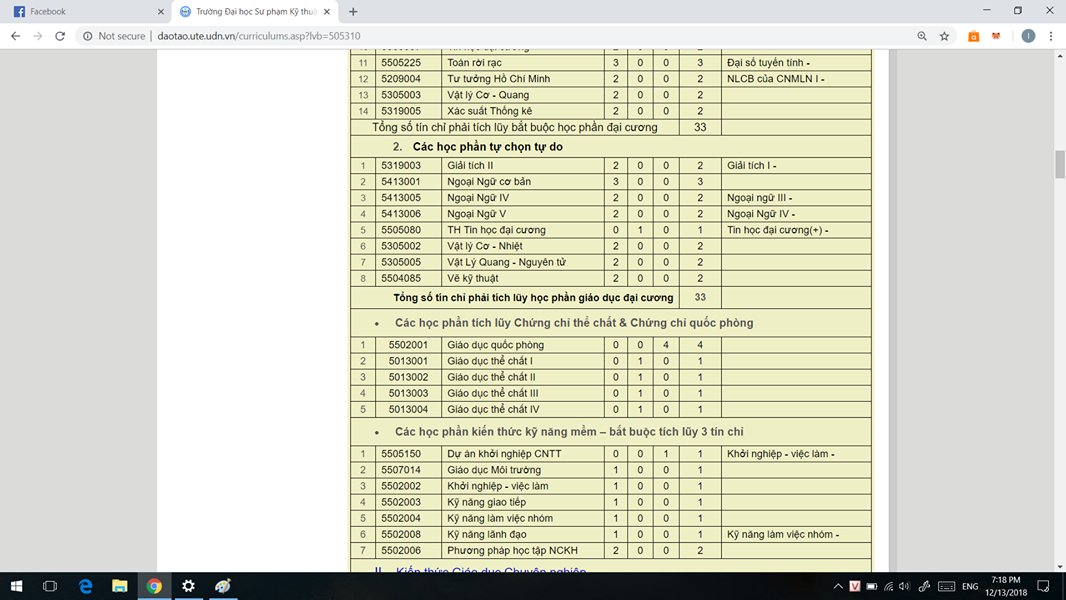 Facebook
Trường Đại học Sư phạm Kỹ thu
Not secure | daotao.ute.udn.vn/curriculums.asp?lvb=505310
11 5505225 Toán rời rạc 3 0 0 3 Đại số tuyến tính -
12 5209004 Tư tưởng Hồ Chí Minh 2 0 0 2 NLCB của CNMLN I -
13 5305003 Vật lý Cơ - Quang 2 0 0 2
14 5319005 Xác suất Thống kê 2 0 0 2
Tổng số tín chỉ phải tích lũy bắt buộc học phần đại cương 33
2. Các học phần tự chọn tự do
1 5319003 Giải tích II 2 0 0 2 Giải tích I -
2 5413001 Ngoại Ngữ cơ bản 3 0 0 3
3 5413005 Ngoại Ngữ IV 2 0 0 2 Ngoại ngữ III -
4 5413006 Ngoại Ngữ V 2 0 0 2 Ngoại Ngữ IV -
5 5505080 TH Tin học đại cương 0 1 0 1 Tin học đại cương(+) -
6 5305002 Vật lý Cơ - Nhiệt 2 0 0 2
7 5305005 Vật Lý Quang - Nguyên tử 2 0 0 2
8 5504085 Vẽ kỹ thuật 2 0 0 2
Tổng số tín chỉ phải tích lũy học phần giáo dục đại cương 33
• Các học phần tích lũy Chứng chỉ thể chất & Chứng chỉ quốc phòng
1 5502001 Giáo dục quốc phòng 0 0 4 4
2 5013001 Giáo dục thể chất I 0 1 0 1
3 5013002 Giáo dục thể chất II 0 1 0 1
4 5013003 Giáo dục thể chất III 0 1 0 1
5 5013004 Giáo dục thể chất IV 0 1 0 1
• Các học phần kiến thức kỹ năng mềm – bắt buộc tích lũy 3 tín chỉ
1 5505150 Dự án khởi nghiệp CNTT 0 0 1 1 Khởi nghiệp - việc làm -
2 5507014 Giáo dục Môi trường 1 0 0 1
3 5502002 Khởi nghiệp - việc làm 1 0 0 1
4 5502003 Kỹ năng giao tiếp 1 0 0 1
5 5502004 Kỹ năng làm việc nhóm 1 0 0 1
6 5502008 Kỹ năng lãnh đạo 1 0 0 1 Kỹ năng làm việc nhóm -
7 5502006 Phương pháp học tập NCKH 2 0 0 2
II. Kiến thức Giáo dục Chuyên nghiệp
ENG
7:18 PM
12/13/2018